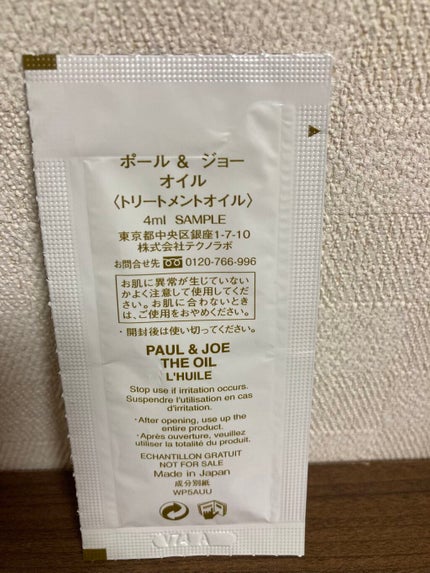 ポール & ジョー
オイル
〈トリートメントオイル〉
4ml SAMPLE
東京都中央区銀座1-7-10
株式会社テクノラボ
お問合せ先 0120-766-996
お肌に異常が生じていない
かよく注意して使用してくだ
さい。お肌に合わないとき
は、ご使用をおやめください。
・開封後は使い切ってください。
PAUL & JOE
THE OIL
L'HUILE
Stop use if irritation occurs.
Suspendre l'utilisation en cas
d'irritation.
・After opening, use up the
entire product.
・Après ouverture, veuillez
utiliser la totalité du produit.
ECHANTILLON GRATUIT
NOT FOR SALE
Made in Japan
成分別紙
WP5AUU